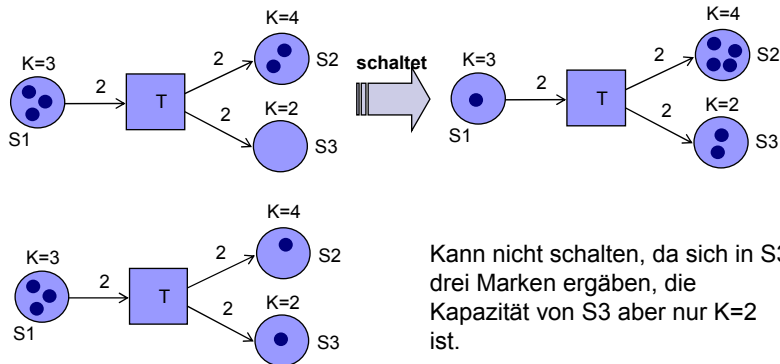 K=4
K=3
2
2
S2
T
2
K=2
S1
S3
schaltet
K=4
K=3
2
S2
2
T
2
K=2
S1
S3
K=4
K=3
2
2
S2
T
2
K=2
S1
S3
Kann nicht schalten, da sich in S3
drei Marken ergäben, die
Kapazität von S3 aber nur K=2
ist.